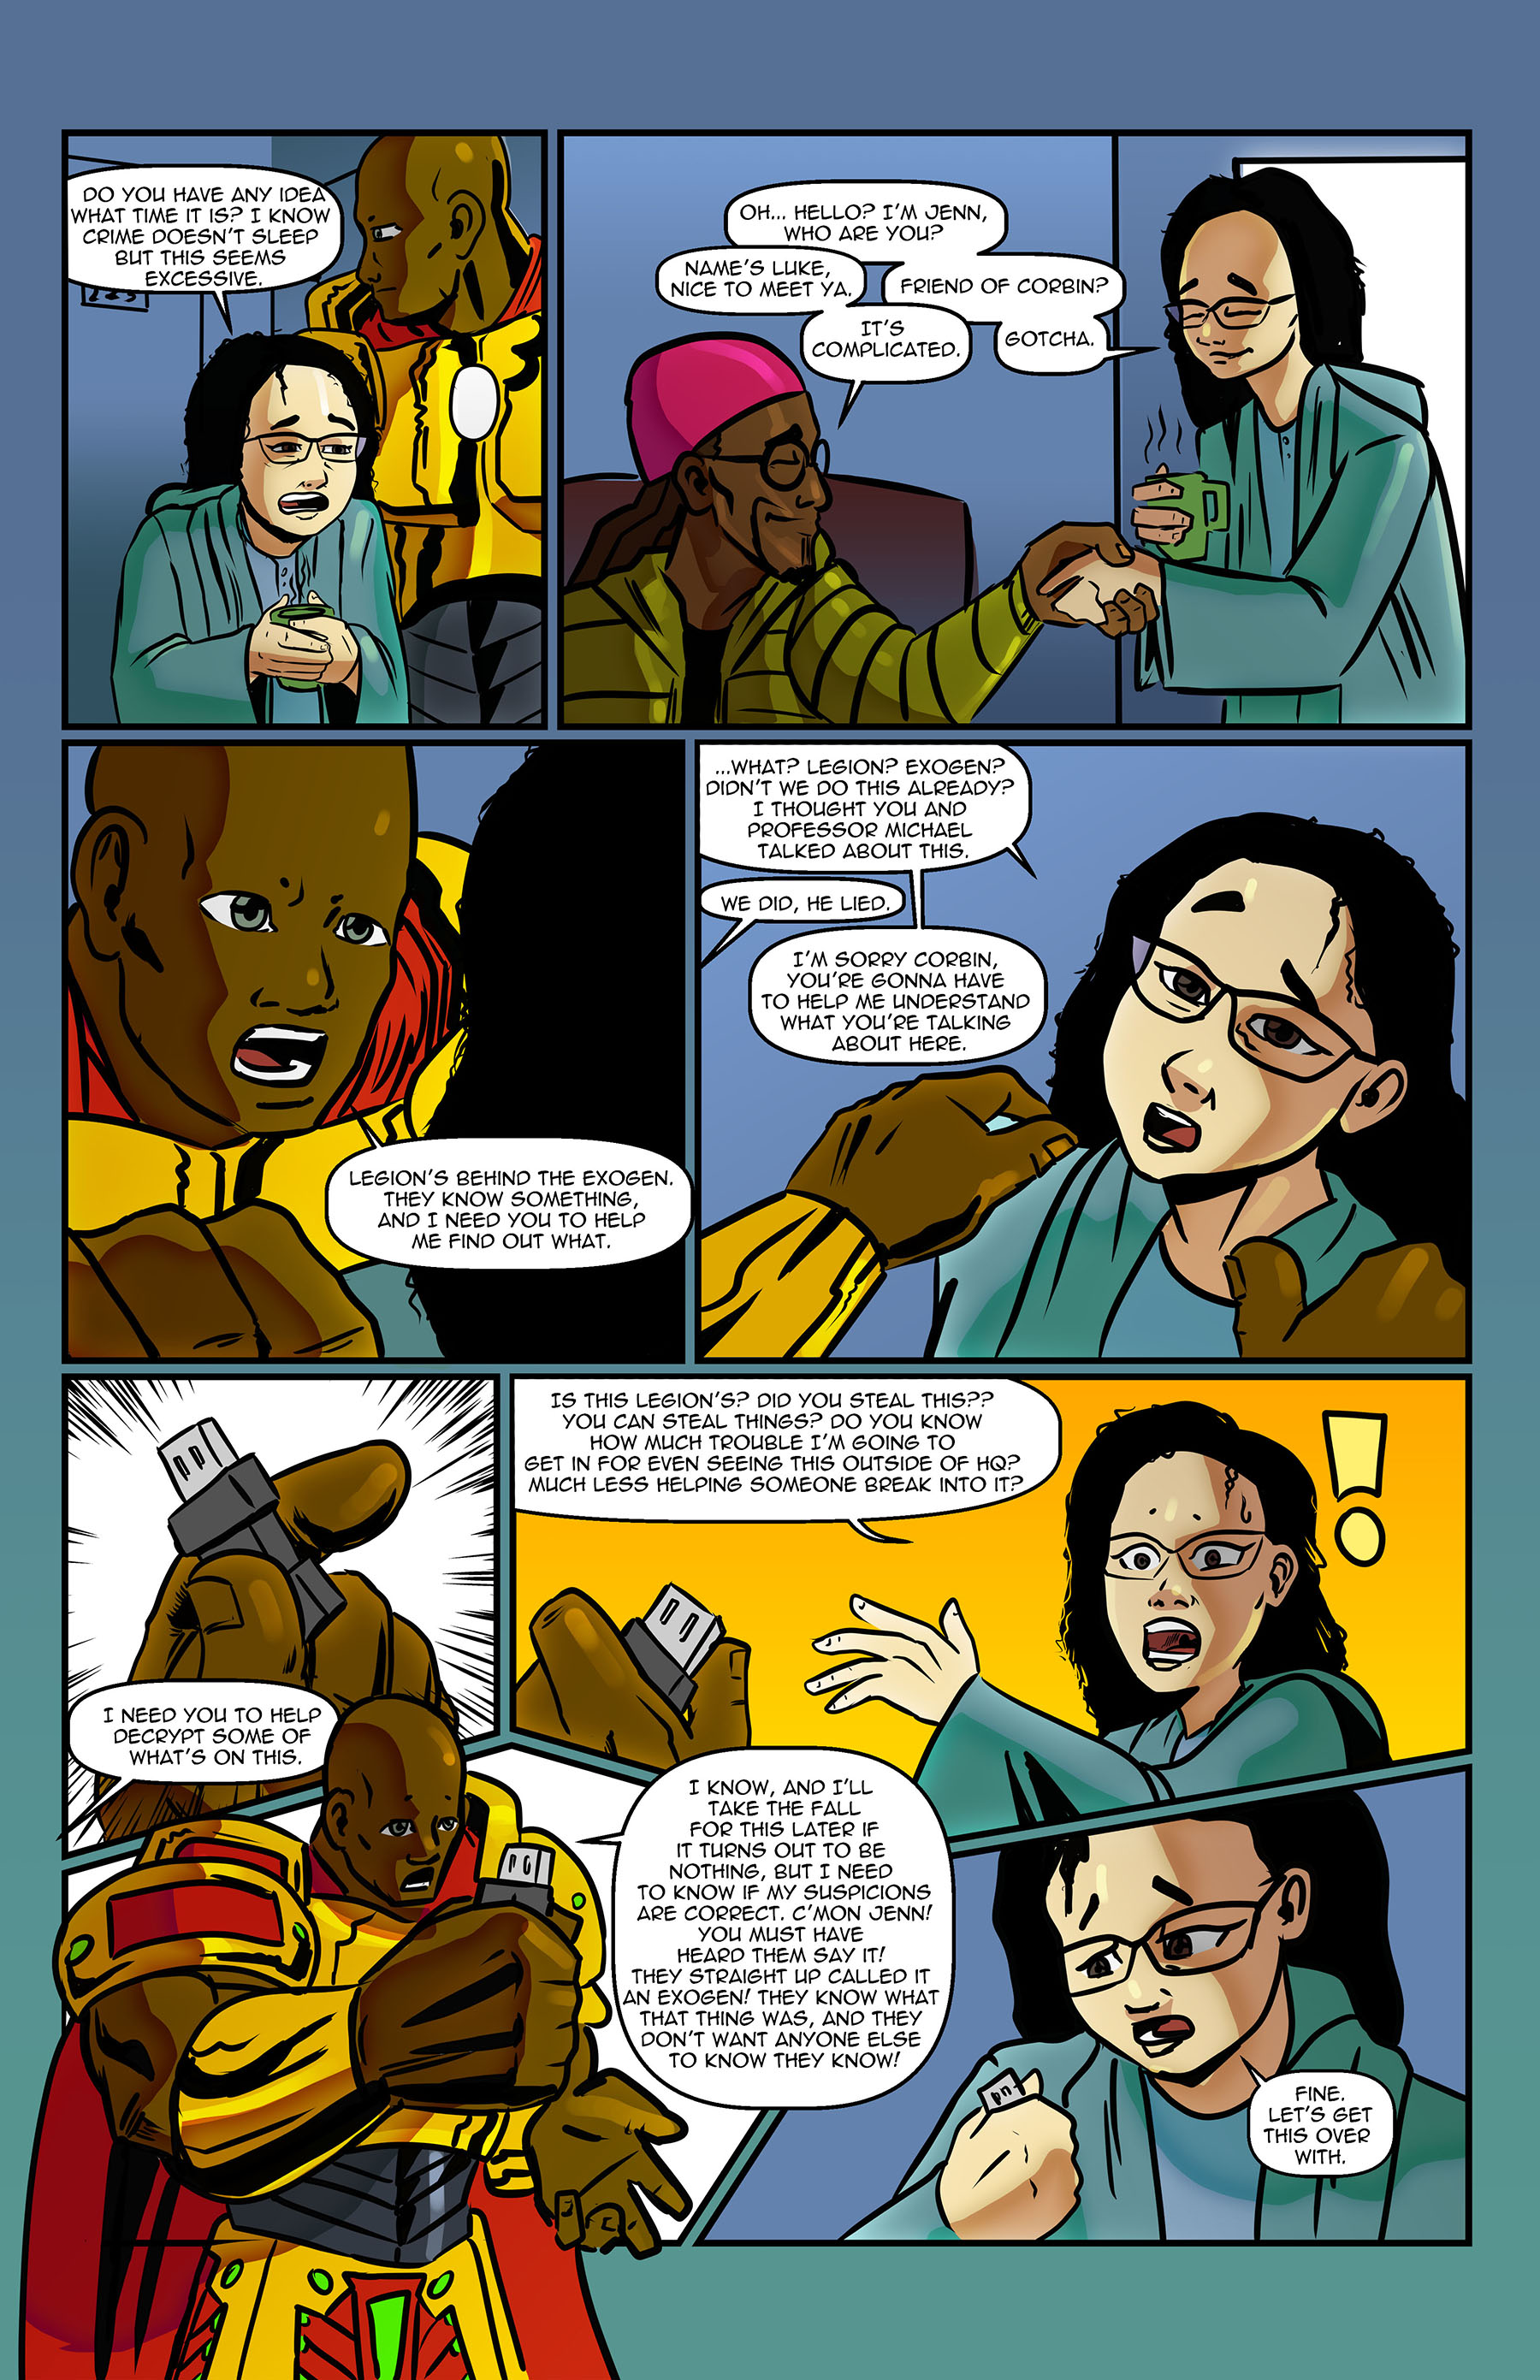 DO YOU HAVE ANY IDEA
WHAT TIME IT IS? I KNOW
CRIME DOESN'T SLEEP
BUT THIS SEEMS
EXCESSIVE.
OH... HELLO? I'M JENN,
WHO ARE YOU?
NAME'S LUKE,
NICE TO MEET YA.
FRIEND OF CORBIN?
IT'S
COMPLICATED.
GOTCHA.
LEGION'S BEHIND THE EXOGEN.
THEY KNOW SOMETHING,
AND I NEED YOU TO HELP
ME FIND OUT WHAT.
...WHAT? LEGION? EXOGEN?
DIDN'T WE DO THIS ALREADY?
I THOUGHT YOU AND
PROFESSOR MICHAEL
TALKED ABOUT THIS.
WE DID, HE LIED.
I'M SORRY CORBIN,
YOU'RE GONNA HAVE
TO HELP ME UNDERSTAND
WHAT YOU'RE TALKING
ABOUT HERE.
I NEED YOU TO HELP
DECRYPT SOME OF
WHAT'S ON THIS.
IS THIS LEGION'S? DID YOU STEAL THIS??
YOU CAN STEAL THINGS? DO YOU KNOW
HOW MUCH TROUBLE I'M GOING TO
GET IN FOR EVEN SEEING THIS OUTSIDE OF HQ?
MUCH LESS HELPING SOMEONE BREAK INTO IT?
!
I KNOW, AND I'LL
TAKE THE FALL
FOR THIS LATER IF
IT TURNS OUT TO BE
NOTHING, BUT I NEED
TO KNOW IF MY SUSPICIONS
ARE CORRECT. C'MON JENN!
YOU MUST HAVE
HEARD THEM SAY IT!
THEY STRAIGHT UP CALLED IT
AN EXOGEN! THEY KNOW WHAT
THAT THING WAS, AND THEY
DON'T WANT ANYONE ELSE
TO KNOW THEY KNOW!
FINE.
LET'S GET
THIS OVER
WITH.